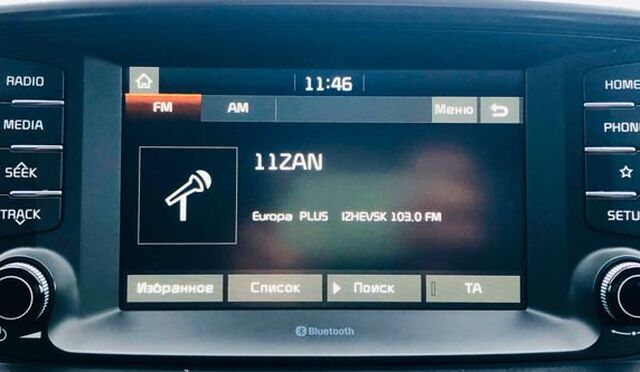 RADIO
MEDIA
SEEK
TRACK
11:46
FM AM Меню
11ZAN
Europa PLUS IZHEVSK 103.0 FM
Избранное Список Поиск TA
Bluetooth
HOME
PHONE
SETU